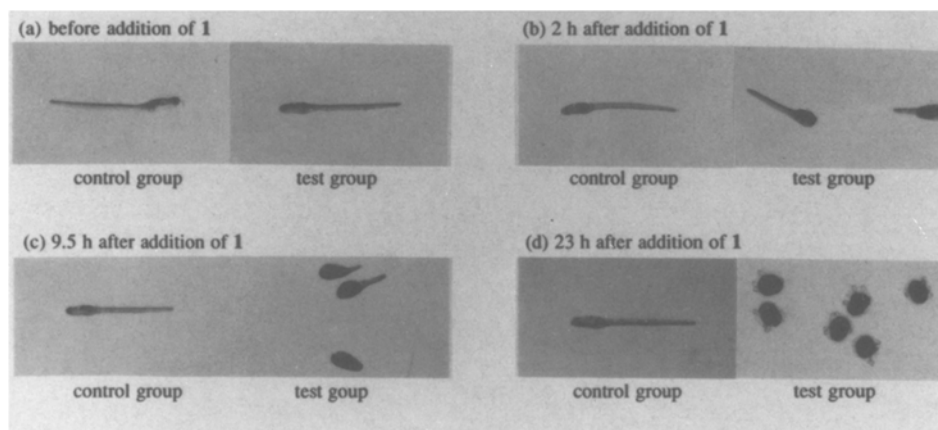 (a) before addition of 1
(b) 2 h after addition of 1
control group
test group
control group
test group
(c) 9.5 h after addition of 1
(d) 23 h after addition of 1
control group
test goup
control group
test group